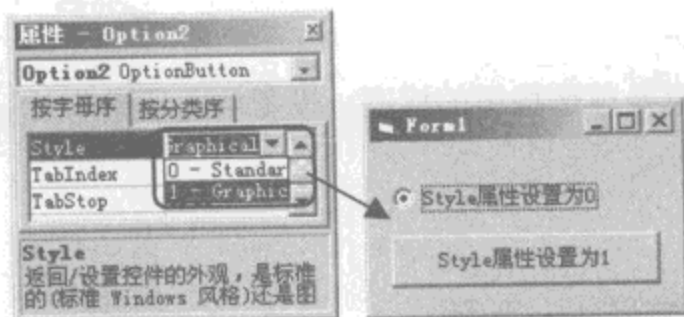 属性 - Option2
Option2 OptionButton
按字母序 按分类序
Style Graphical
0 - Standar
TabIndex
1 - Graphic
TabStop
Style
返回/设置控件的外观，是标准
的(标准 Windows 风格)还是图
Form1
Style属性设置为0
Style属性设置为1